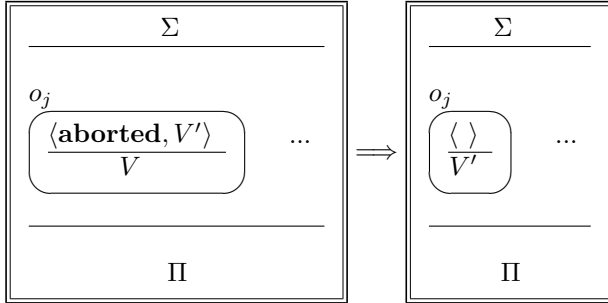 Σ Σ
o_j o_j
⟨aborted, V′⟩ ... ⟹ ⟨ ⟩ ...
V V′
Π Π